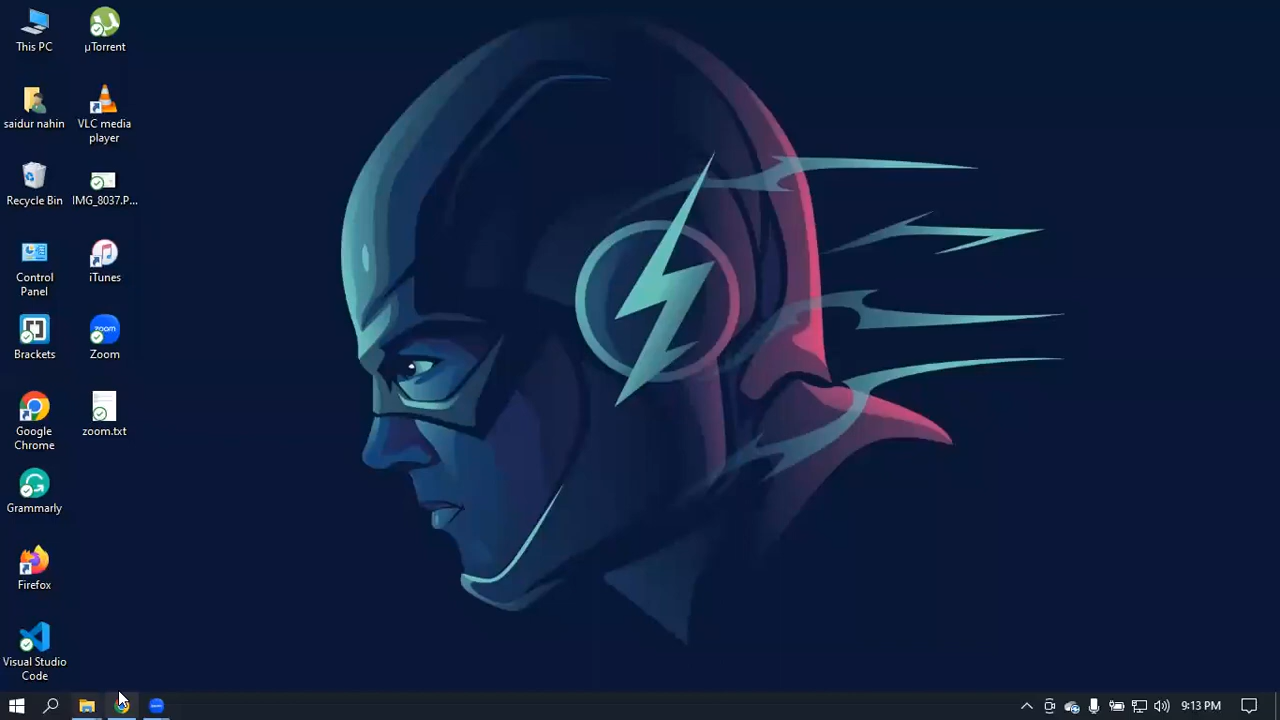 This PC
µTorrent
saidur nahin
VLC media
player
Recycle Bin
IMG_8037.P...
Control
Panel
iTunes
Brackets
zoom
Zoom
Google
Chrome
zoom.txt
Grammarly
Firefox
Visual Studio
Code
9:13 PM